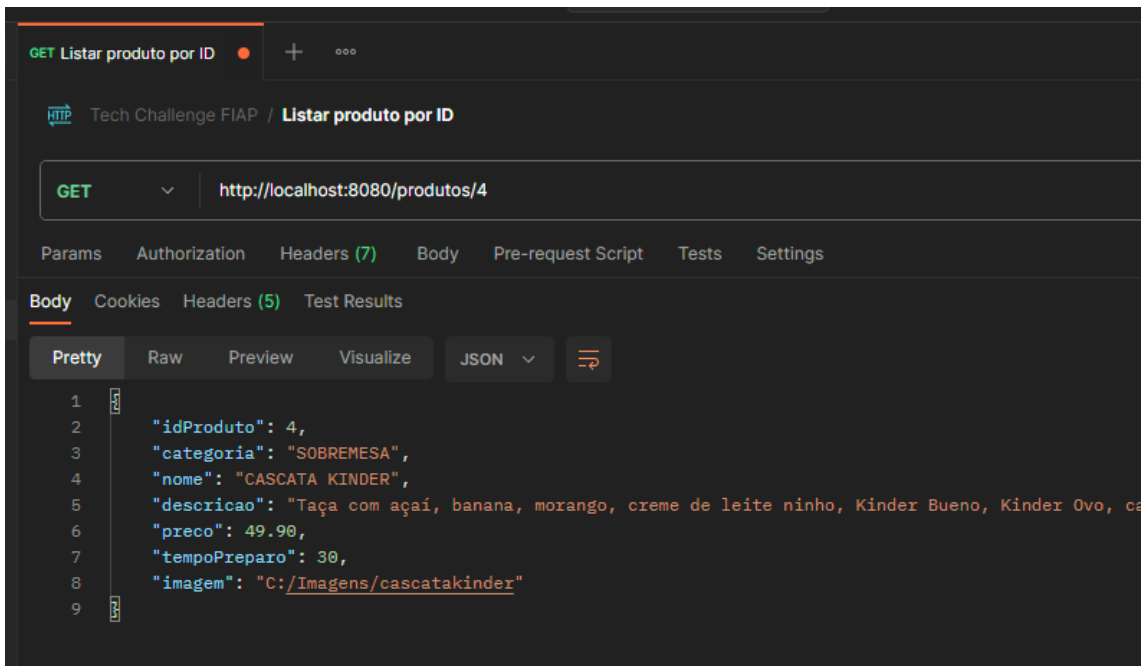 GET Listar produto por ID
HTTP Tech Challenge FIAP / Listar produto por ID
GET http://localhost:8080/produtos/4
Params Authorization Headers (7) Body Pre-request Script Tests Settings
Body Cookies Headers (5) Test Results
Pretty Raw Preview Visualize JSON
1 {
2 "idProduto": 4,
3 "categoria": "SOBREMESA",
4 "nome": "CASCATA KINDER",
5 "descricao": "Taça com açaí, banana, morango, creme de leite ninho, Kinder Bueno, Kinder Ovo, ca
6 "preco": 49.90,
7 "tempoPreparo": 30,
8 "imagem": "C:/Imagens/cascatakinder"
9 }